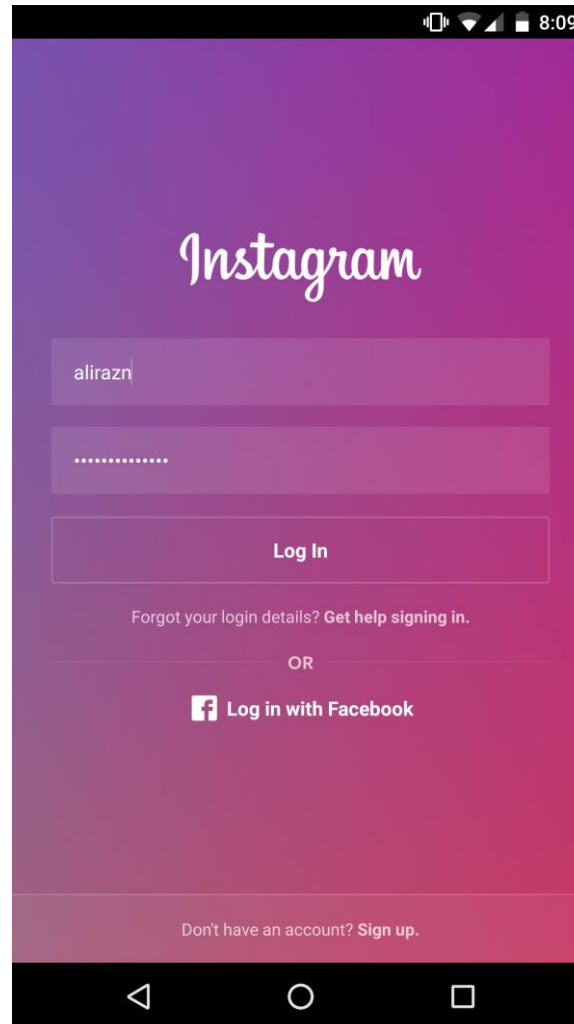 8:09
Instagram
alirazn
••••••••••••••
Log In
Forgot your login details? Get help signing in.
OR
f Log in with Facebook
Don't have an account? Sign up.